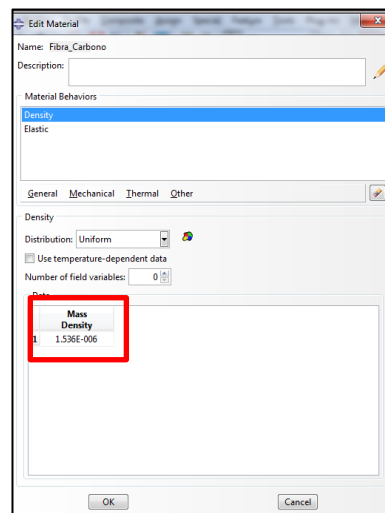 Edit Material
Name: Fibra_Carbono
Description:
Material Behaviors
Density
Elastic
General Mechanical Thermal Other
Density
Distribution: Uniform
Use temperature-dependent data
Number of field variables: 0
Data
Mass
Density
1 1.536E-006
OK Cancel